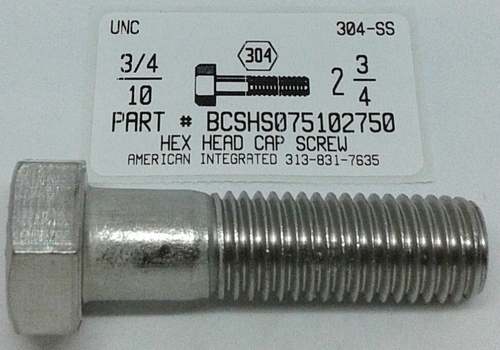 UNC 304-SS
3/4
10
304
2 3/4
PART # BCSHS075102750
HEX HEAD CAP SCREW
AMERICAN INTEGRATED 313-831-7635